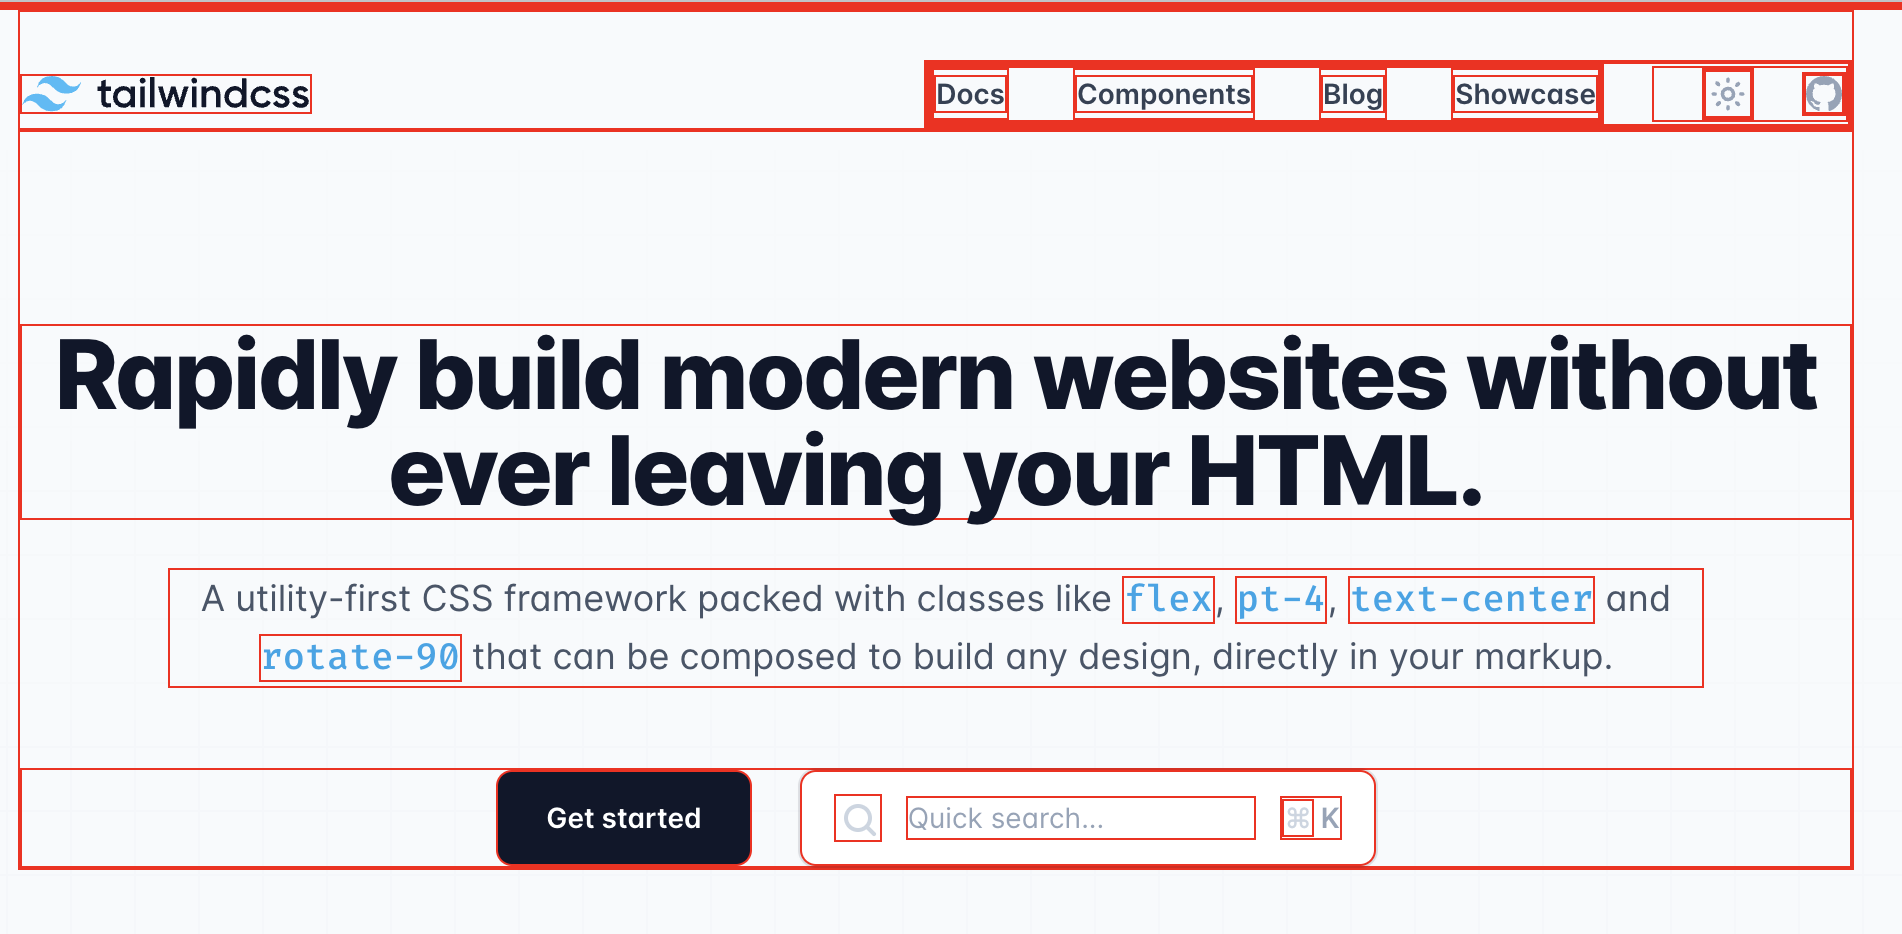 tailwindcss Docs Components Blog Showcase
Rapidly build modern websites without
ever leaving your HTML.
A utility-first CSS framework packed with classes like flex, pt-4, text-center and
rotate-90 that can be composed to build any design, directly in your markup.
Get started Quick search... ⌘ K